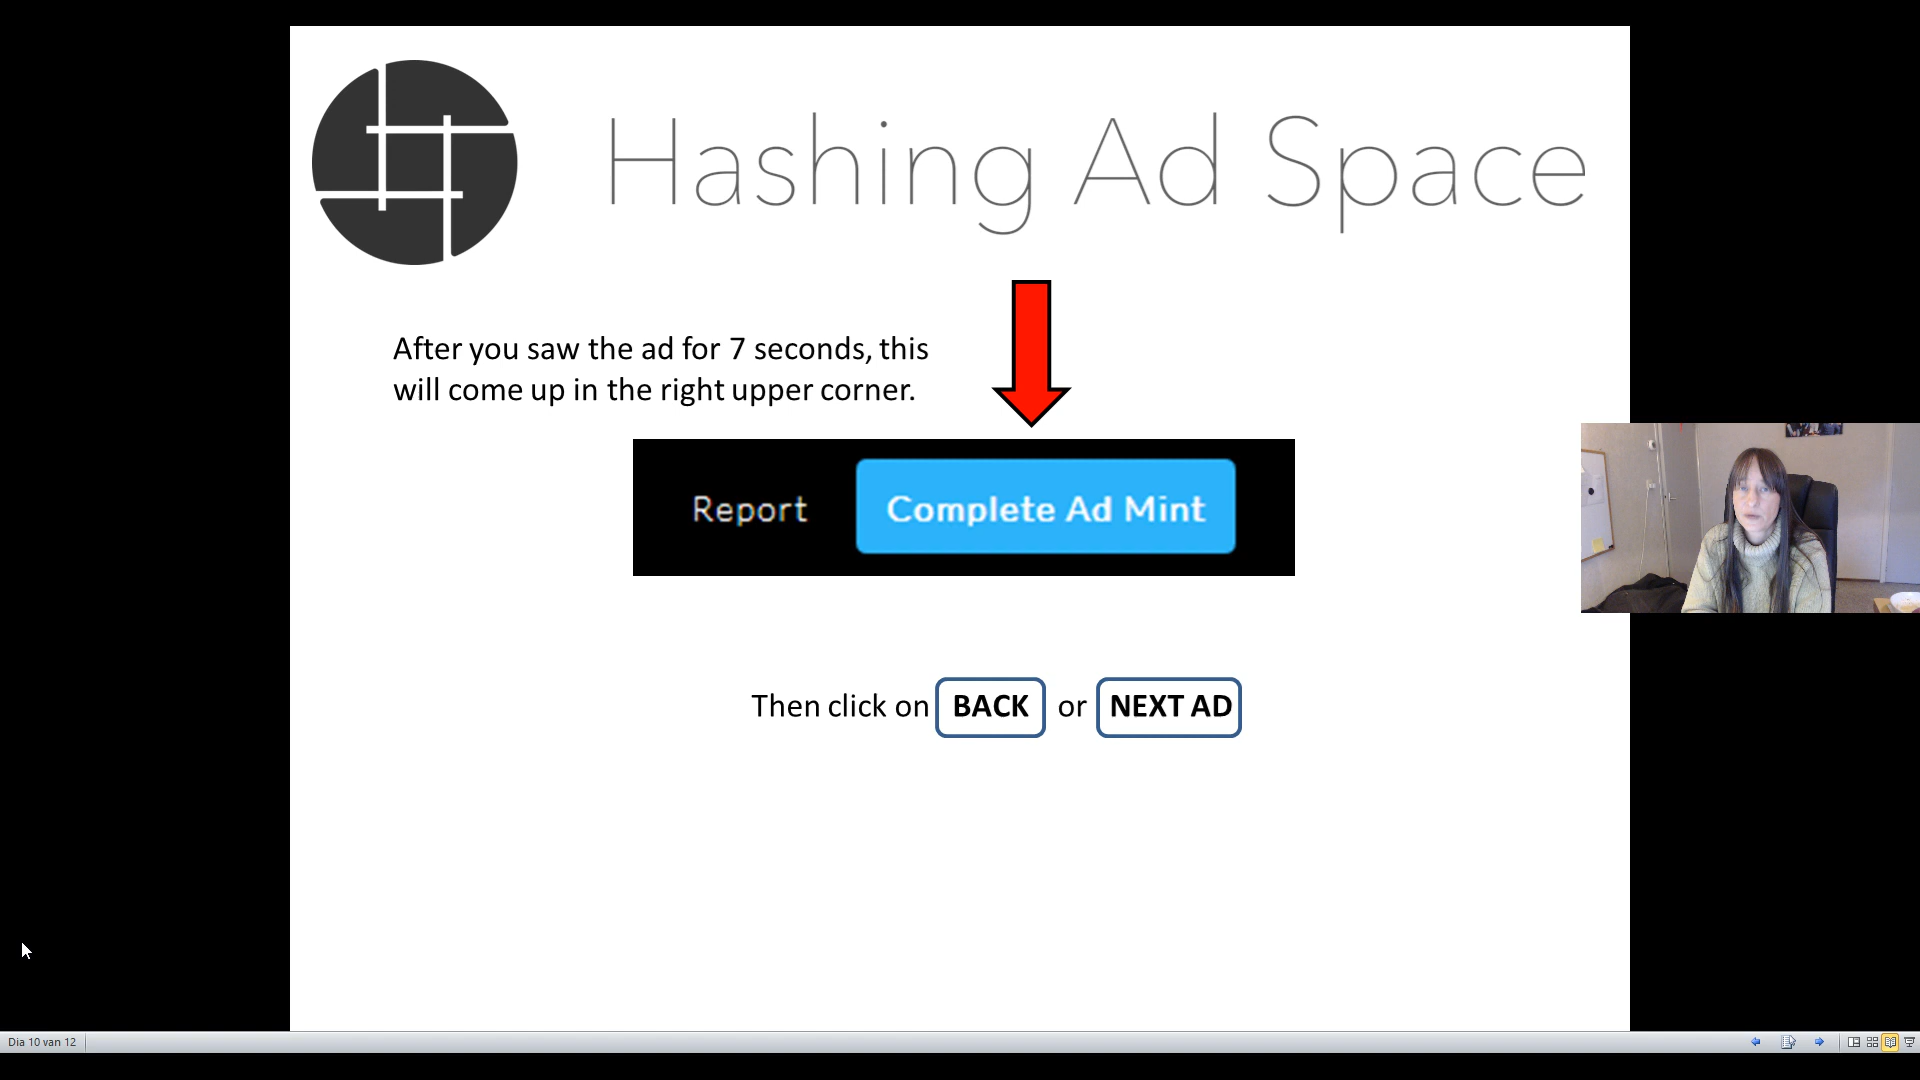 Hashing Ad Space
After you saw the ad for 7 seconds, this
will come up in the right upper corner.
Report
Complete Ad Mint
Then click on BACK or NEXT AD
Dia 10 van 12